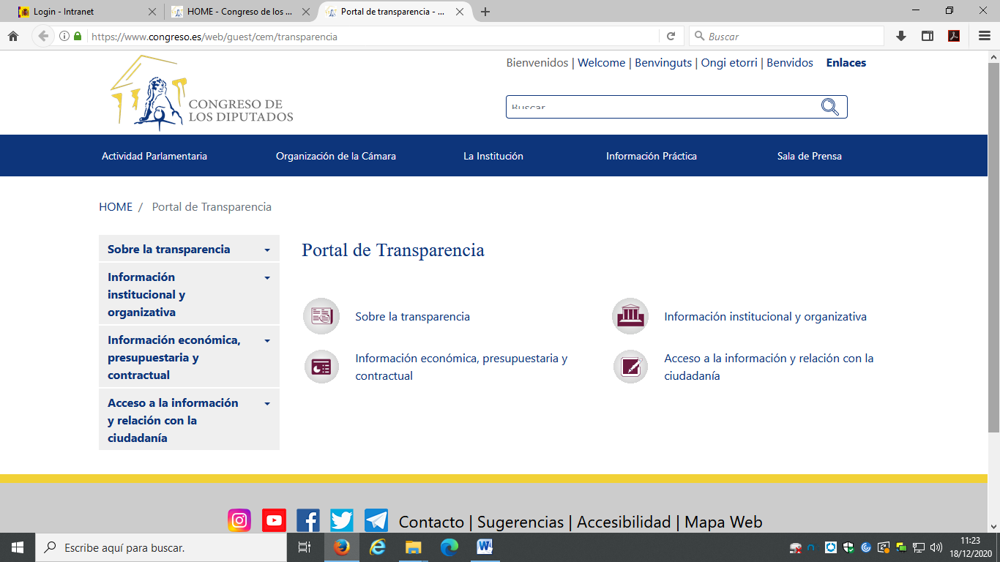 Login - Intranet
HOME - Congreso de los ...
Portal de transparencia - ...
https://www.congreso.es/web/guest/cem/transparencia
Buscar
Bienvenidos | Welcome | Benvinguts | Ongi etorri | Benvidos Enlaces
CONGRESO DE
LOS DIPUTADOS
Buscar
Actividad Parlamentaria
Organización de la Cámara
La Institución
Información Práctica
Sala de Prensa
HOME / Portal de Transparencia
Sobre la transparencia
Información
institucional y
organizativa
Información económica,
presupuestaria y
contractual
Acceso a la información
y relación con la
ciudadanía
Portal de Transparencia
Sobre la transparencia
Información institucional y organizativa
Información económica, presupuestaria y
contractual
Acceso a la información y relación con la
ciudadanía
Contacto | Sugerencias | Accesibilidad | Mapa Web
Escribe aquí para buscar.
11:23
18/12/2020